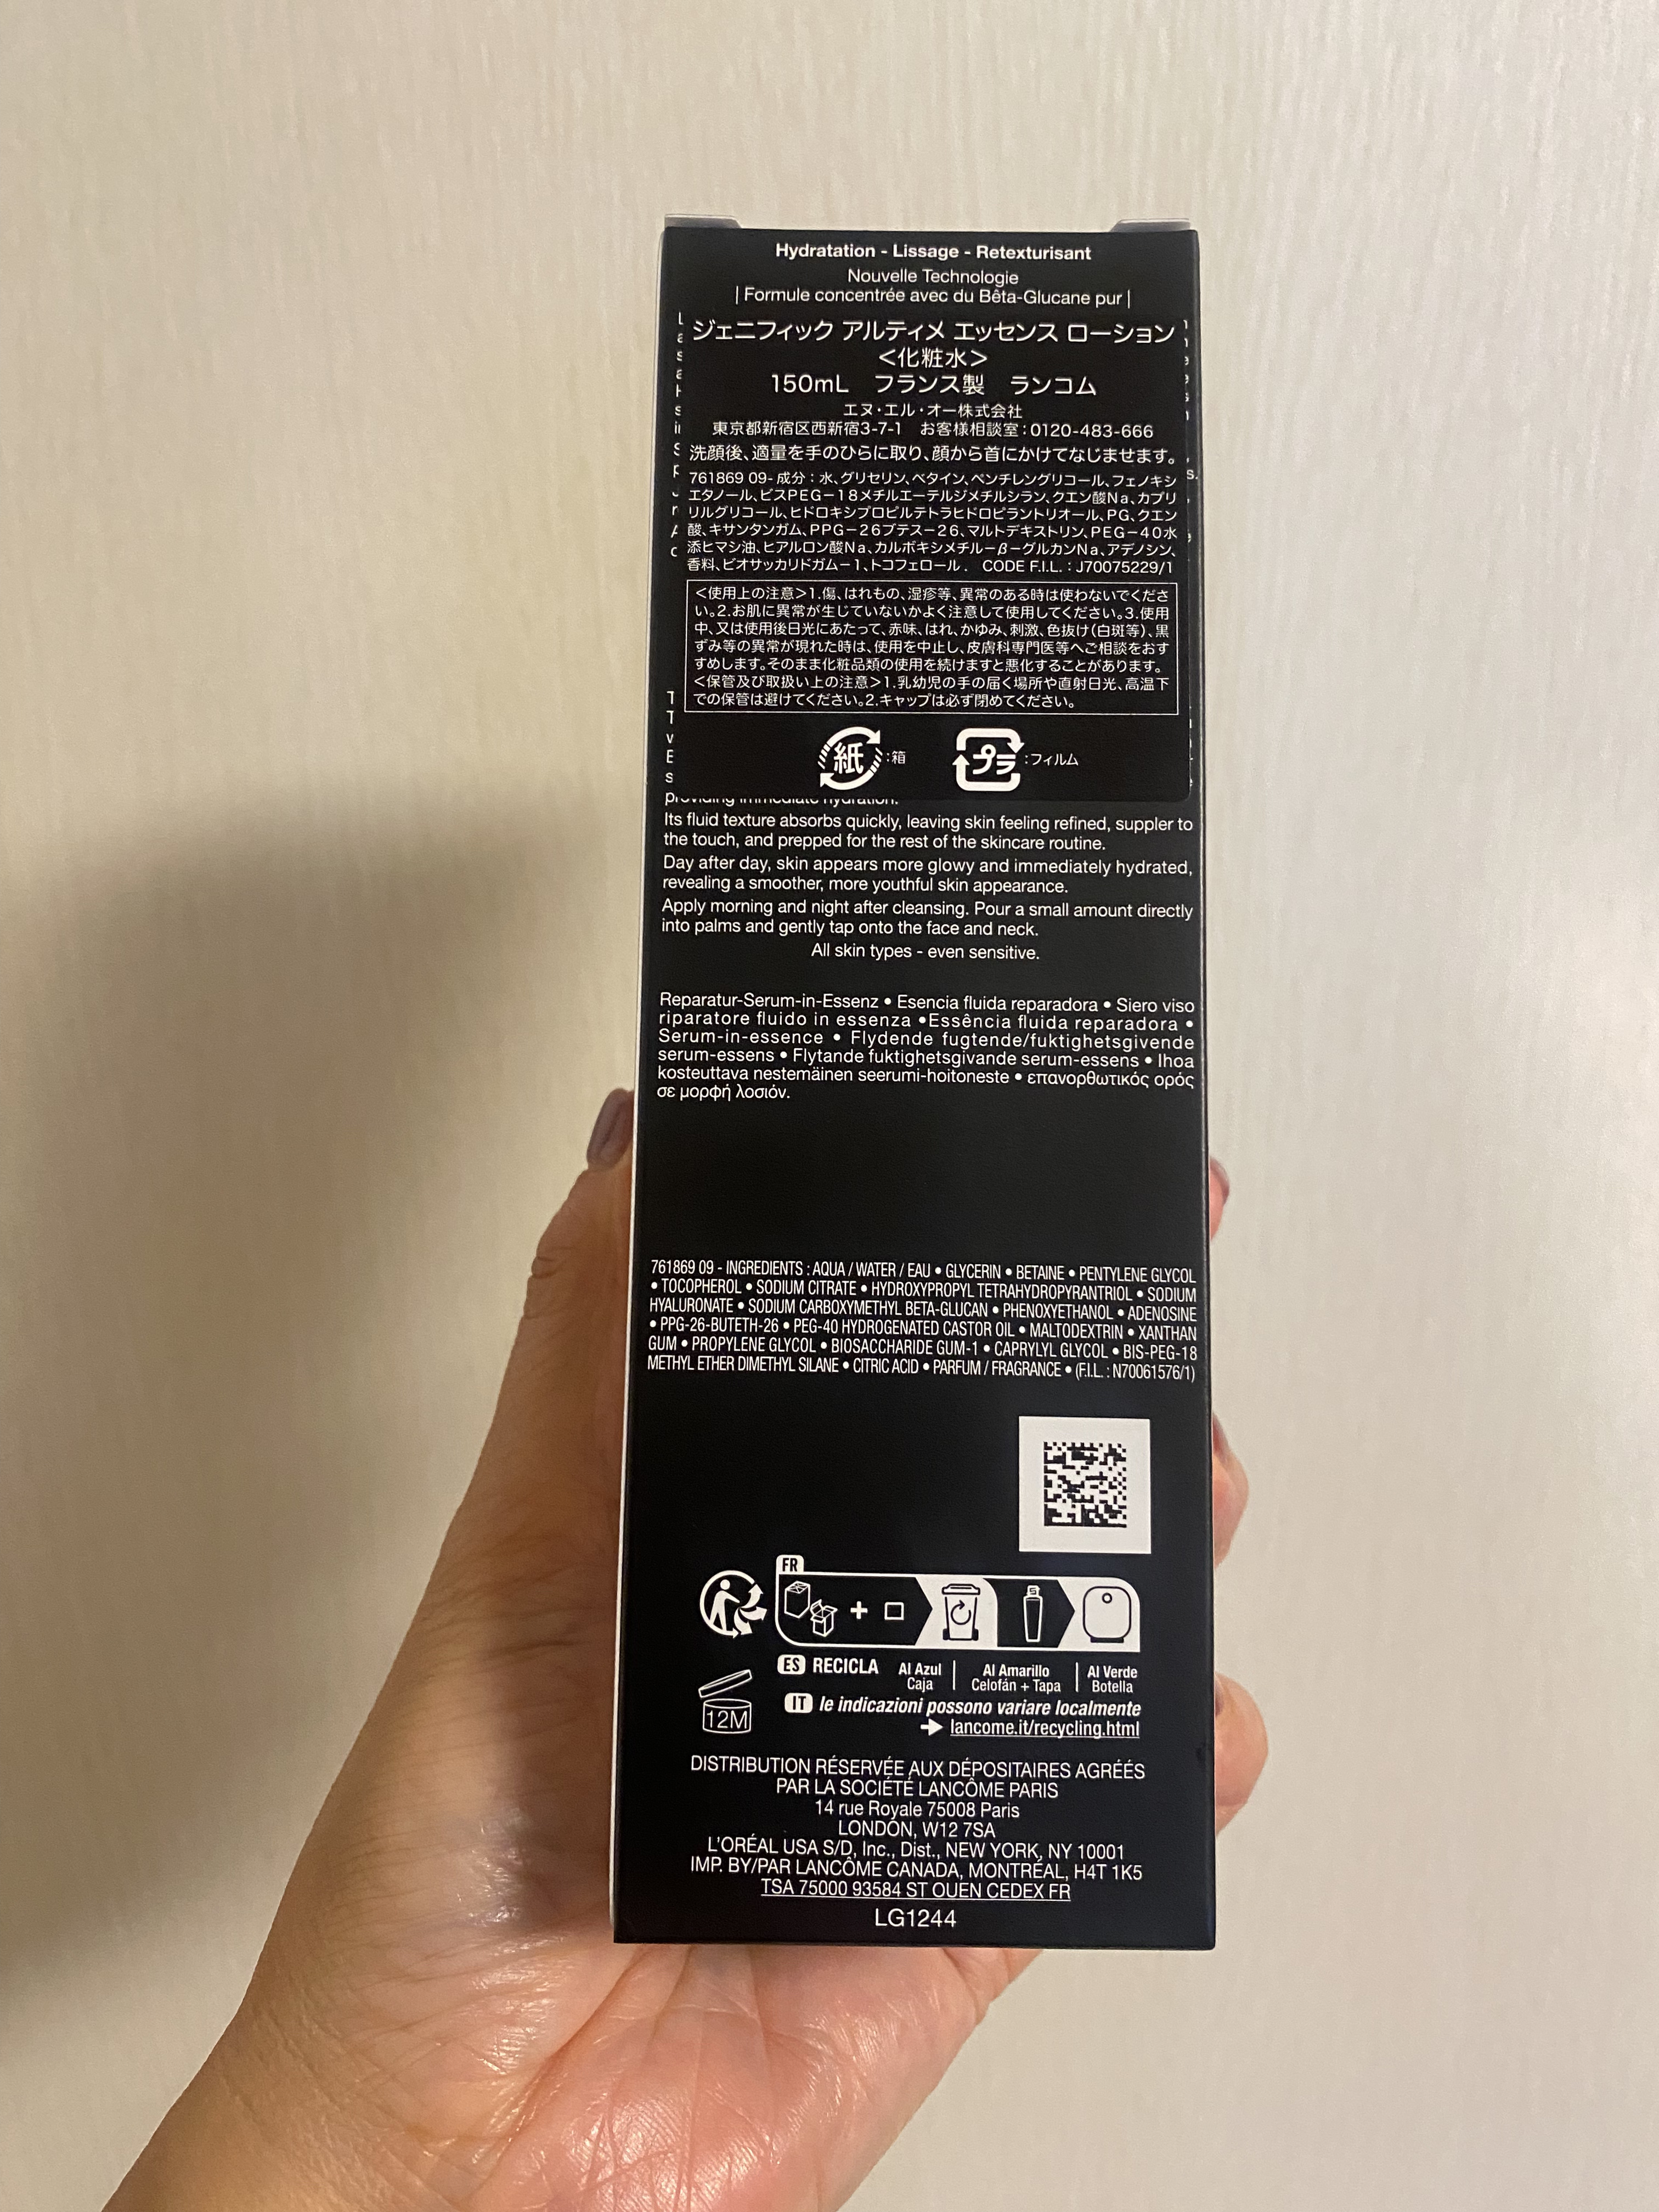 Hydratation - Lissage - Retexturisant
Nouvelle Technologie
| Formule concentrée avec du Bêta-Glucane pur |
ジェニフィック アルティメ エッセンス ローション
<化粧水>
150mL　フランス製　ランコム
エヌ・エル・オー株式会社
東京都新宿区西新宿3-7-1　お客様相談室:0120-483-666
洗顔後、適量を手のひらに取り、顔から首にかけてなじませます。
761869 09- 成分：水、グリセリン、ベタイン、ペンチレングリコール、フェノキシ
エタノール、ビスPEG－18メチルエーテルジメチルシラン、クエン酸Na、カプリ
リルグリコール、ヒドロキシプロピルテトラヒドロピラントリオール、PG、クエン
酸、キサンタンガム、PPG－26ブテス－26、マルトデキストリン、PEG－40水
添ヒマシ油、ヒアルロン酸Na、カルボキシメチル－β－グルカンNa、アデノシン、
香料、ビオサッカリドガム－1、トコフェロール． CODE F.I.L. : J70075229/1
<使用上の注意>1.傷、はれもの、湿疹等、異常のある時は使わないでくださ
い。2.お肌に異常が生じていないかよく注意して使用してください。3.使用
中、又は使用後日光にあたって、赤味、はれ、かゆみ、刺激、色抜け(白斑等)、黒
ずみ等の異常が現れた時は、使用を中止し、皮膚科専門医等へご相談をおす
すめします。そのまま化粧品類の使用を続けますと悪化することがあります。
<保管及び取扱い上の注意>1.乳幼児の手の届く場所や直射日光、高温下
での保管は避けてください。2.キャップは必ず閉めてください。
紙 :箱 プラ :フィルム
providing immediate hydration.
Its fluid texture absorbs quickly, leaving skin feeling refined, suppler to
the touch, and prepped for the rest of the skincare routine.
Day after day, skin appears more glowy and immediately hydrated,
revealing a smoother, more youthful skin appearance.
Apply morning and night after cleansing. Pour a small amount directly
into palms and gently tap onto the face and neck.
All skin types - even sensitive.
Reparatur-Serum-in-Essenz • Esencia fluida reparadora • Siero viso
riparatore fluido in essenza •Essência fluida reparadora •
Serum-in-essence • Flydende fugtende/fuktighetsgivende
serum-essens • Flytande fuktighetsgivande serum-essens • Ihoa
kosteuttava nestemäinen seerumi-hoitoneste • επανορθωτικός ορός
σε μορφή λοσιόν.
761869 09 - INGREDIENTS : AQUA / WATER / EAU • GLYCERIN • BETAINE • PENTYLENE GLYCOL
• TOCOPHEROL • SODIUM CITRATE • HYDROXYPROPYL TETRAHYDROPYRANTRIOL • SODIUM
HYALURONATE • SODIUM CARBOXYMETHYL BETA-GLUCAN • PHENOXYETHANOL • ADENOSINE
• PPG-26-BUTETH-26 • PEG-40 HYDROGENATED CASTOR OIL • MALTODEXTRIN • XANTHAN
GUM • PROPYLENE GLYCOL • BIOSACCHARIDE GUM-1 • CAPRYLYL GLYCOL • BIS-PEG-18
METHYL ETHER DIMETHYL SILANE • CITRIC ACID • PARFUM / FRAGRANCE • (F.I.L. : N70061576/1)
FR
+
ES RECICLA Al Azul Caja | Al Amarillo Celofán + Tapa | Al Verde Botella
12M
IT le indicazioni possono variare localmente
lancome.it/recycling.html
DISTRIBUTION RÉSERVÉE AUX DÉPOSITAIRES AGRÉÉS
PAR LA SOCIÉTÉ LANCÔME PARIS
14 rue Royale 75008 Paris
LONDON, W12 7SA
L'ORÉAL USA S/D, Inc., Dist., NEW YORK, NY 10001
IMP. BY/PAR LANCÔME CANADA, MONTRÉAL, H4T 1K5
TSA 75000 93584 ST OUEN CEDEX FR
LG1244